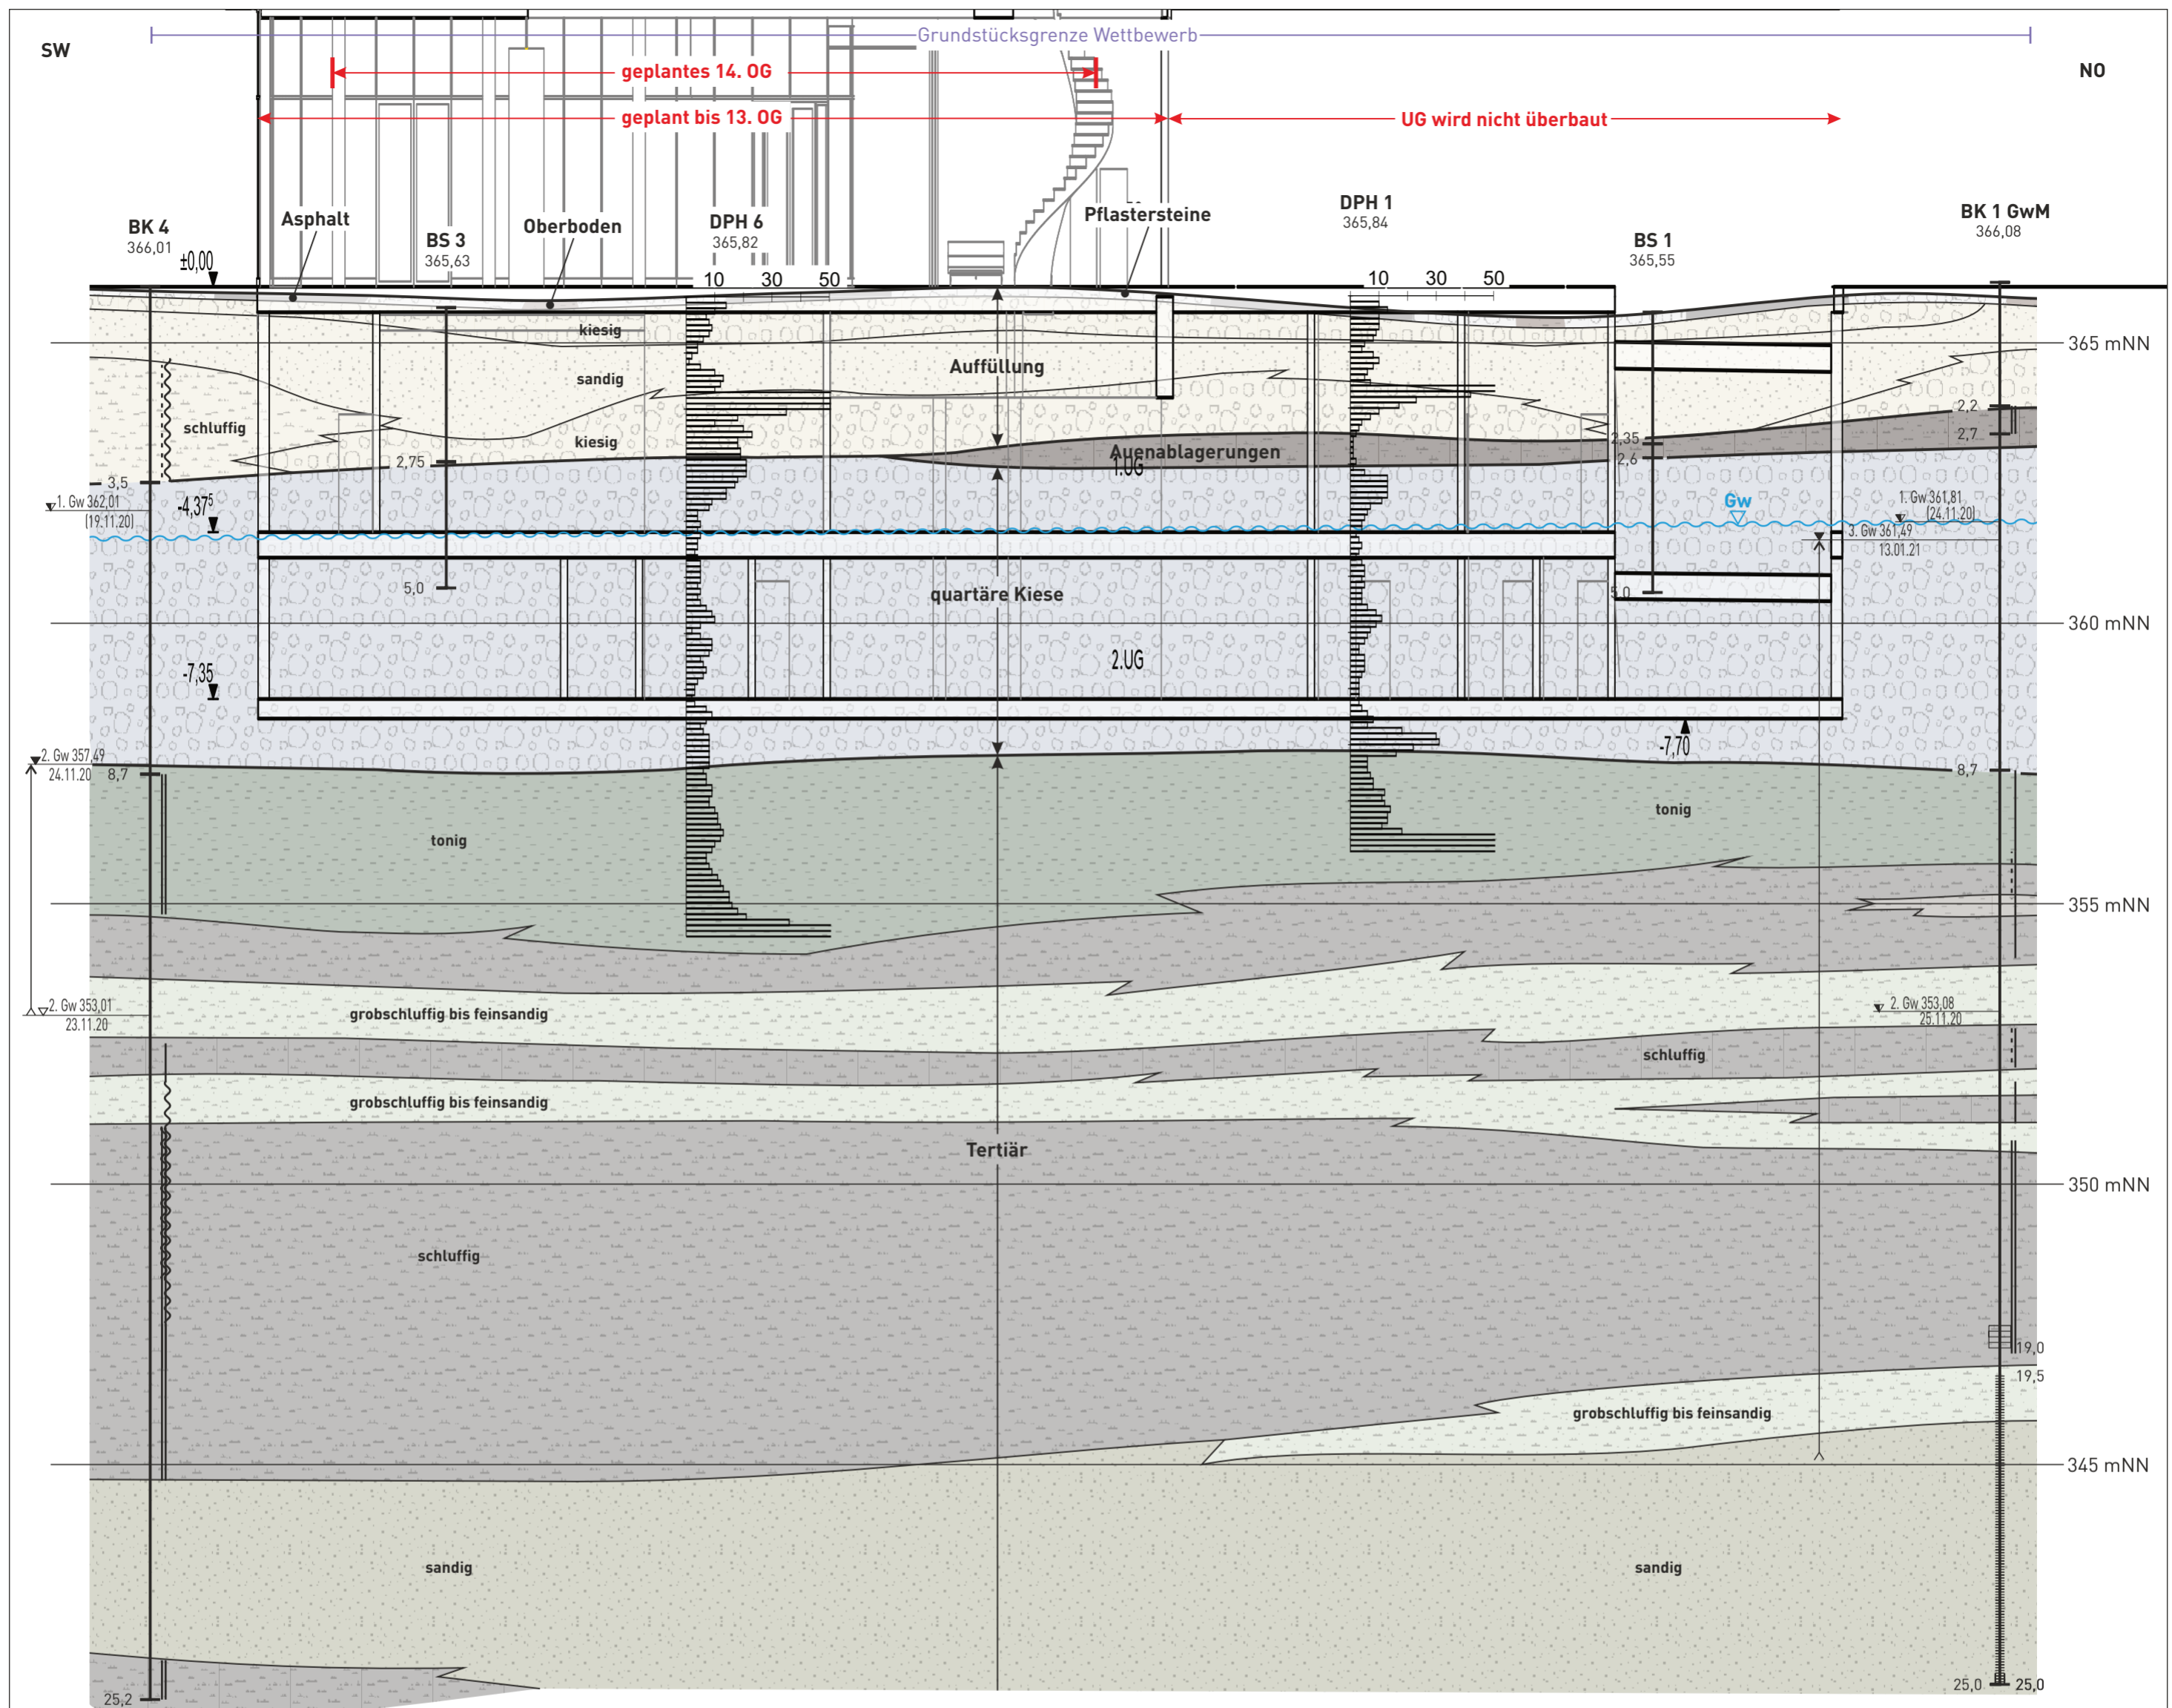 Grundstücksgrenze Wettbewerb
SW
NO
geplantes 14. OG
geplant bis 13. OG
UG wird nicht überbaut
BK 4
366,01
Asphalt
BS 3
365,63
Oberboden
DPH 6
365,82
Pflastersteine
DPH 1
365,84
BS 1
365,55
BK 1 GwM
366,08
±0,00
10 30 50
10 30 50
kiesig
365 mNN
Auffüllung
sandig
schluffig
kiesig
2,2
2,7
2,35
2,6
Auenablagerungen
1.UG
2,75
3,5
1. Gw 362,01
(19.11.20)
-4,37⁵
Gw
1. Gw 361,81
(24.11.20)
3. Gw 361,49
13.01.21
5,0
quartäre Kiese
5,0
360 mNN
2.UG
-7,35
-7,70
2. Gw 357,49
24.11.20
8,7
8,7
tonig
tonig
355 mNN
2. Gw 353,01
23.11.20
grobschluffig bis feinsandig
2. Gw 353,08
25.11.20
schluffig
grobschluffig bis feinsandig
Tertiär
350 mNN
schluffig
19,0
19,5
grobschluffig bis feinsandig
345 mNN
sandig
sandig
25,2
25,0
25,0